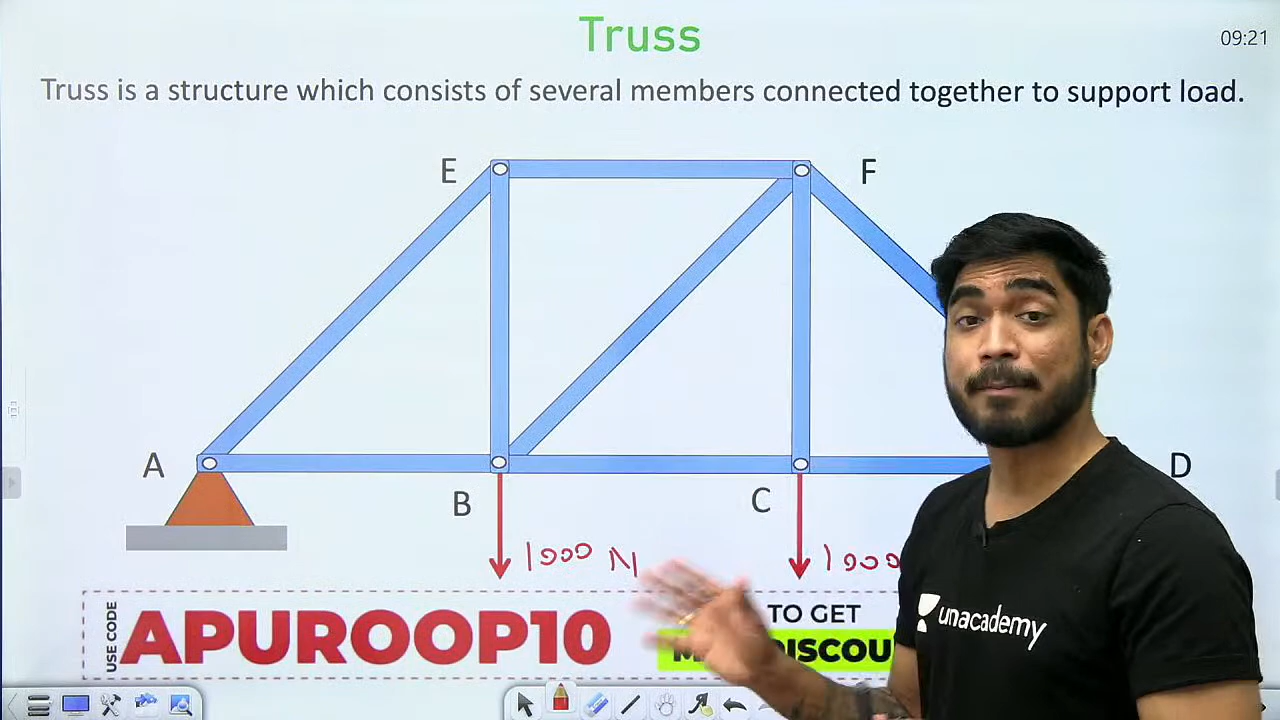 Truss
09:21
Truss is a structure which consists of several members connected together to support load.
E
F
A
D
B
C
1000 N
1000
USE CODE
APUROOP10
TO GET
unacademy